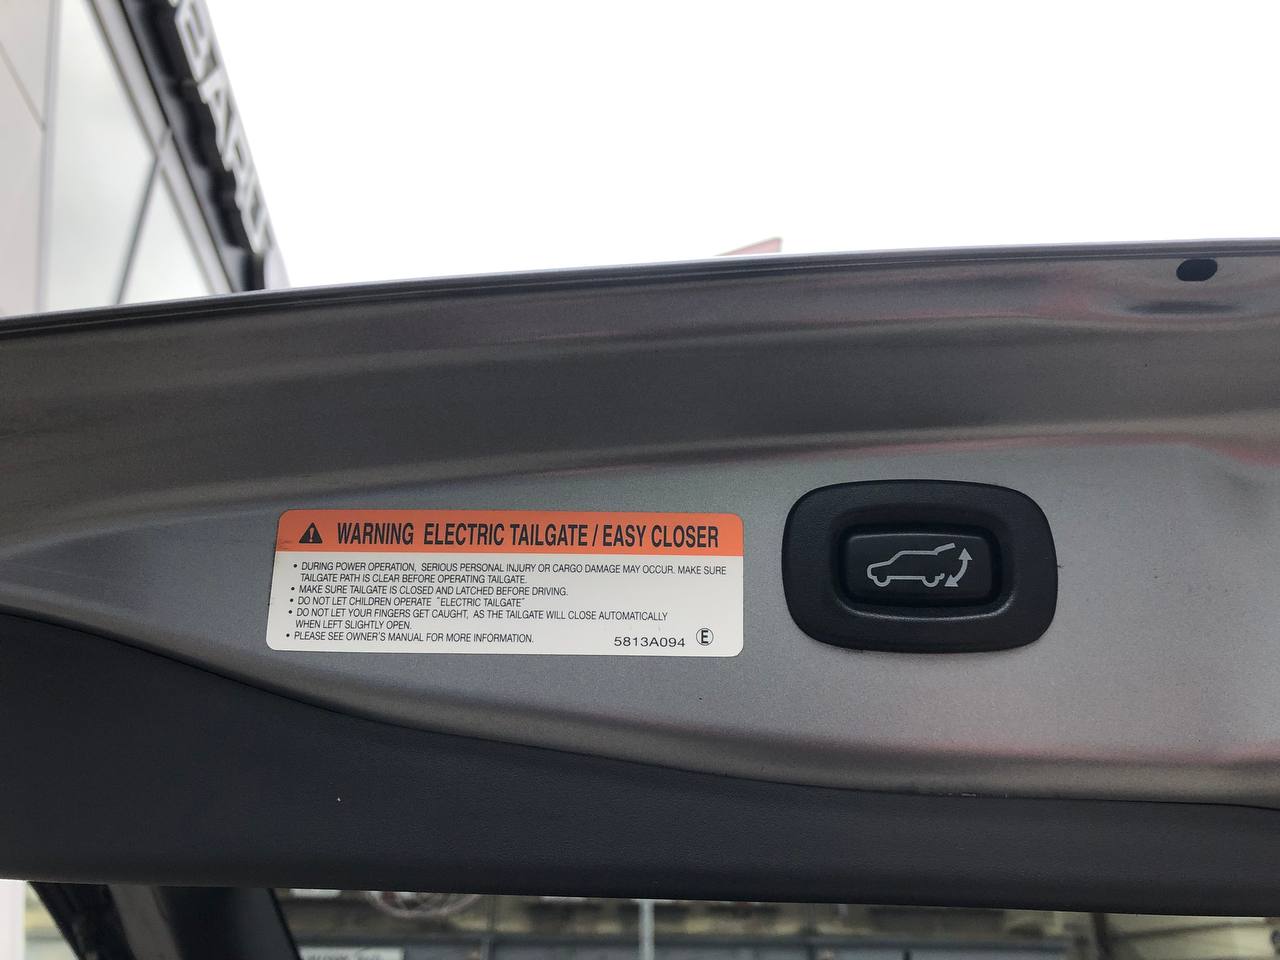 BARU
WARNING ELECTRIC TAILGATE / EASY CLOSER
• DURING POWER OPERATION, SERIOUS PERSONAL INJURY OR CARGO DAMAGE MAY OCCUR. MAKE SURE
TAILGATE PATH IS CLEAR BEFORE OPERATING TAILGATE.
• MAKE SURE TAILGATE IS CLOSED AND LATCHED BEFORE DRIVING.
• DO NOT LET CHILDREN OPERATE "ELECTRIC TAILGATE"
• DO NOT LET YOUR FINGERS GET CAUGHT, AS THE TAILGATE WILL CLOSE AUTOMATICALLY
WHEN LEFT SLIGHTLY OPEN.
• PLEASE SEE OWNER'S MANUAL FOR MORE INFORMATION.
5813A094 E